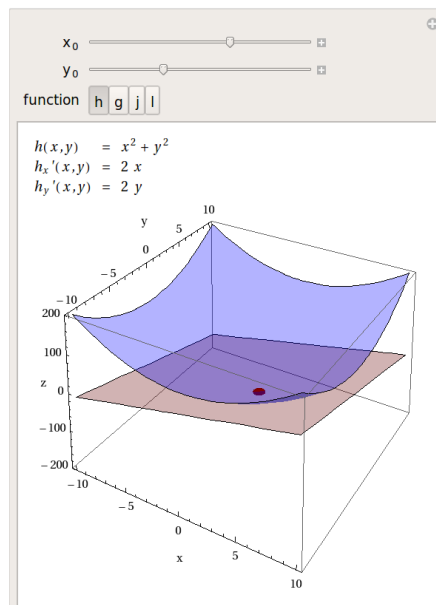 x₀
y₀
function h g j l
h(x,y) = x² + y²
hₓ'(x,y) = 2 x
h_y'(x,y) = 2 y
y
10
5
0
−5
−10
200
100
z 0
−100
−200
−10
−5
0
5
x
10